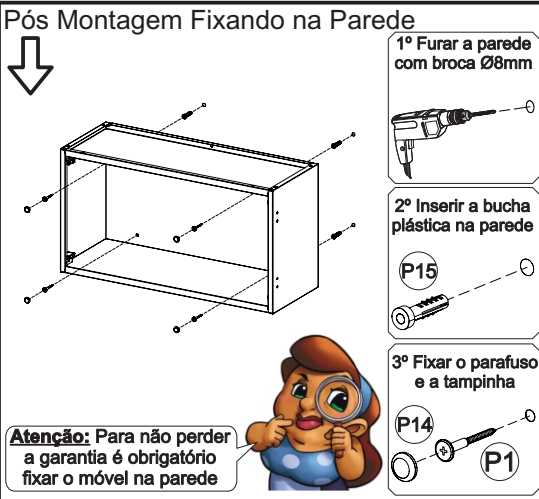 Pós Montagem Fixando na Parede
1º Furar a parede
com broca Ø8mm
2º Inserir a bucha
plástica na parede
P15
3º Fixar o parafuso
e a tampinha
P14
P1
Atenção: Para não perder
a garantia é obrigatório
fixar o móvel na parede